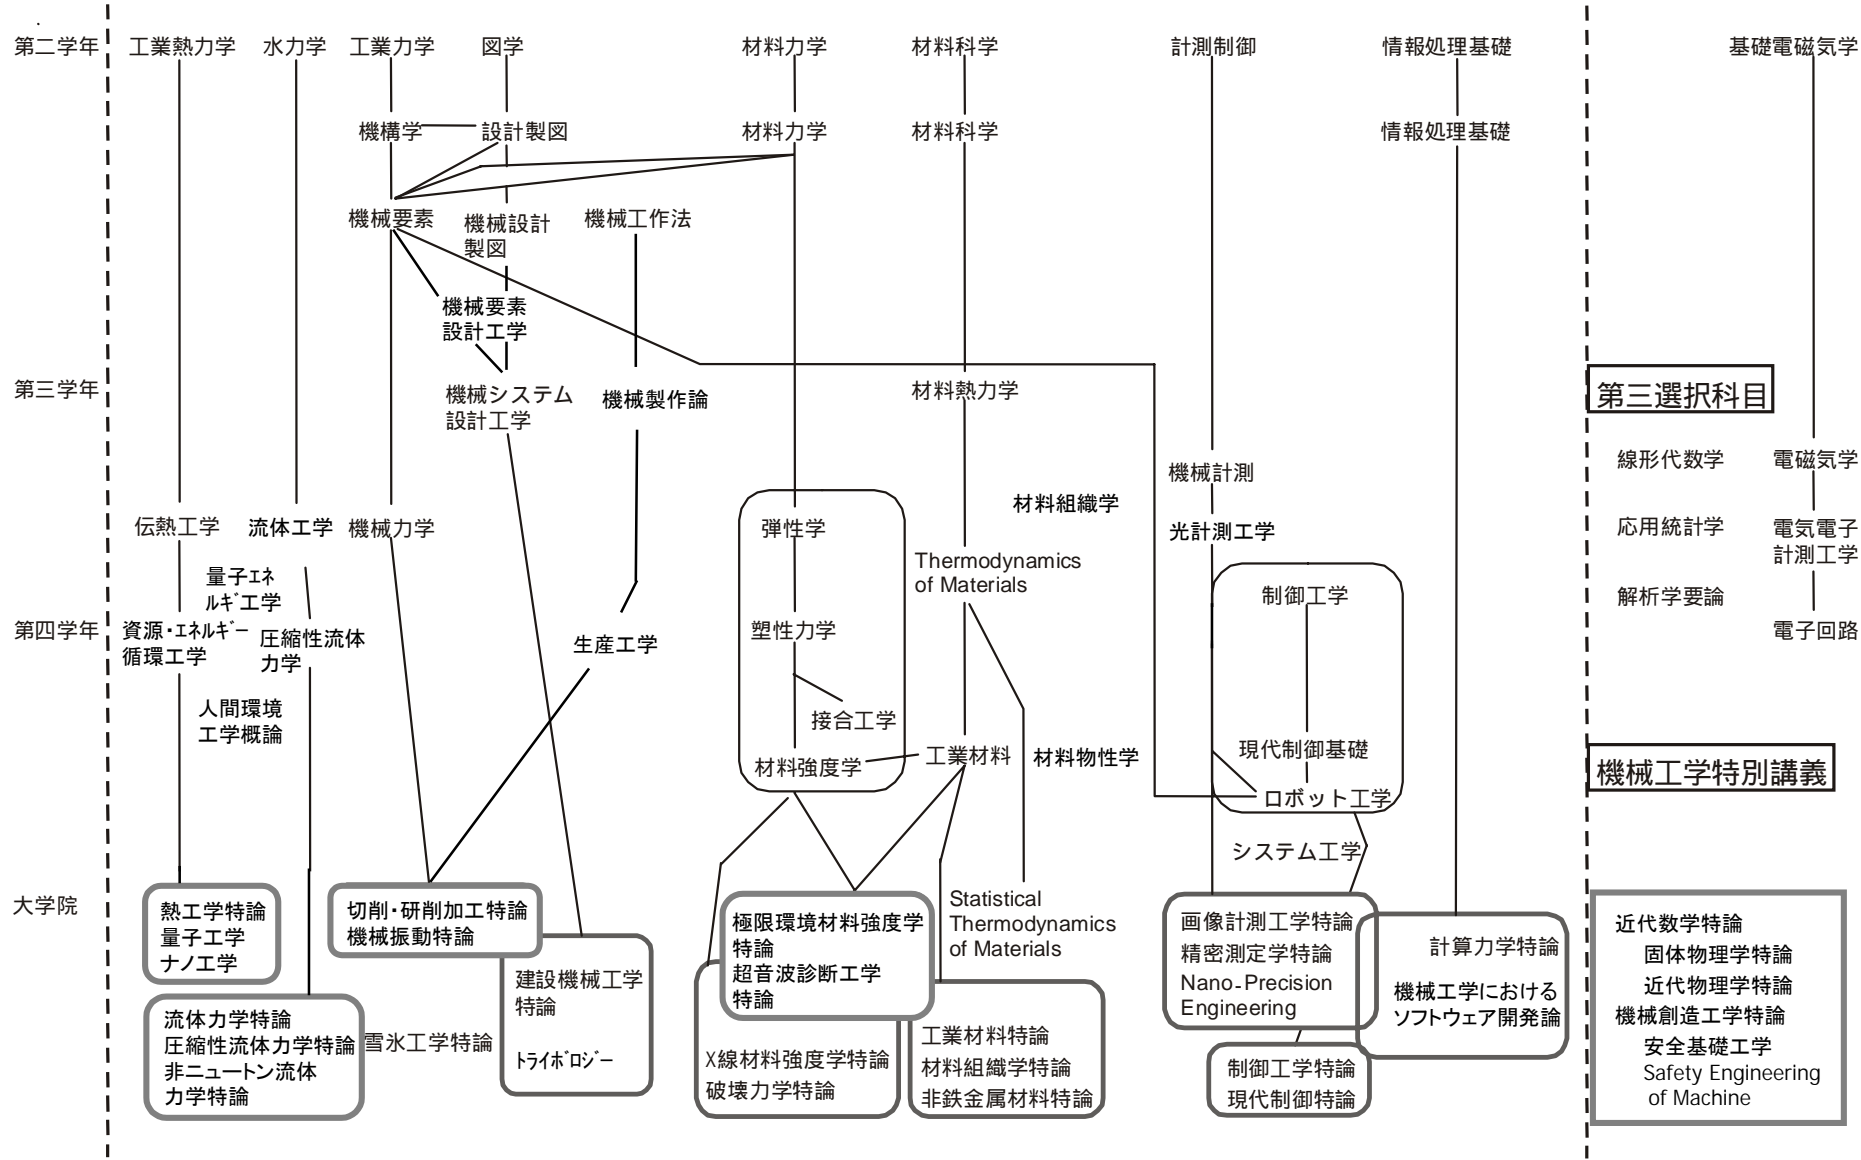 第二学年
工業熱力学
水力学
工業力学
図学
材料力学
材料科学
計測制御
情報処理基礎
基礎電磁気学
機構学
設計製図
材料力学
材料科学
情報処理基礎
機械要素
機械設計
製図
機械工作法
機械要素
設計工学
第三学年
機械システム
設計工学
機械製作論
材料熱力学
第三選択科目
線形代数学
電磁気学
機械計測
材料組織学
伝熱工学
流体工学
機械力学
弾性学
光計測工学
応用統計学
電気電子
計測工学
Thermodynamics
of Materials
量子エネ
ルギ工学
制御工学
解析学要論
第四学年
資源・エネルギー
循環工学
圧縮性流体
力学
生産工学
塑性力学
電子回路
人間環境
工学概論
接合工学
材料強度学
工業材料
材料物性学
現代制御基礎
機械工学特別講義
ロボット工学
システム工学
大学院
熱工学特論
量子工学
ナノ工学
切削・研削加工特論
機械振動特論
極限環境材料強度学
特論
超音波診断工学
特論
Statistical
Thermodynamics
of Materials
画像計測工学特論
精密測定学特論
Nano-Precision
Engineering
計算力学特論
機械工学における
ソフトウェア開発論
近代数学特論
固体物理学特論
近代物理学特論
機械創造工学特論
安全基礎工学
Safety Engineering
of Machine
建設機械工学
特論
トライボロジー
流体力学特論
圧縮性流体力学特論
非ニュートン流体
力学特論
雪氷工学特論
X線材料強度学特論
破壊力学特論
工業材料特論
材料組織学特論
非鉄金属材料特論
制御工学特論
現代制御特論